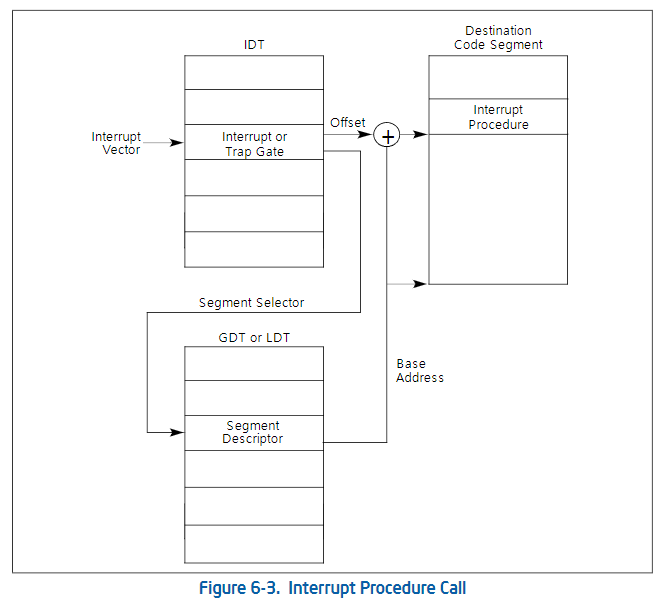 IDT
Destination
Code Segment
Interrupt
Vector
Interrupt or
Trap Gate
Offset
+
Interrupt
Procedure
Segment Selector
GDT or LDT
Segment
Descriptor
Base
Address
Figure 6-3. Interrupt Procedure Call